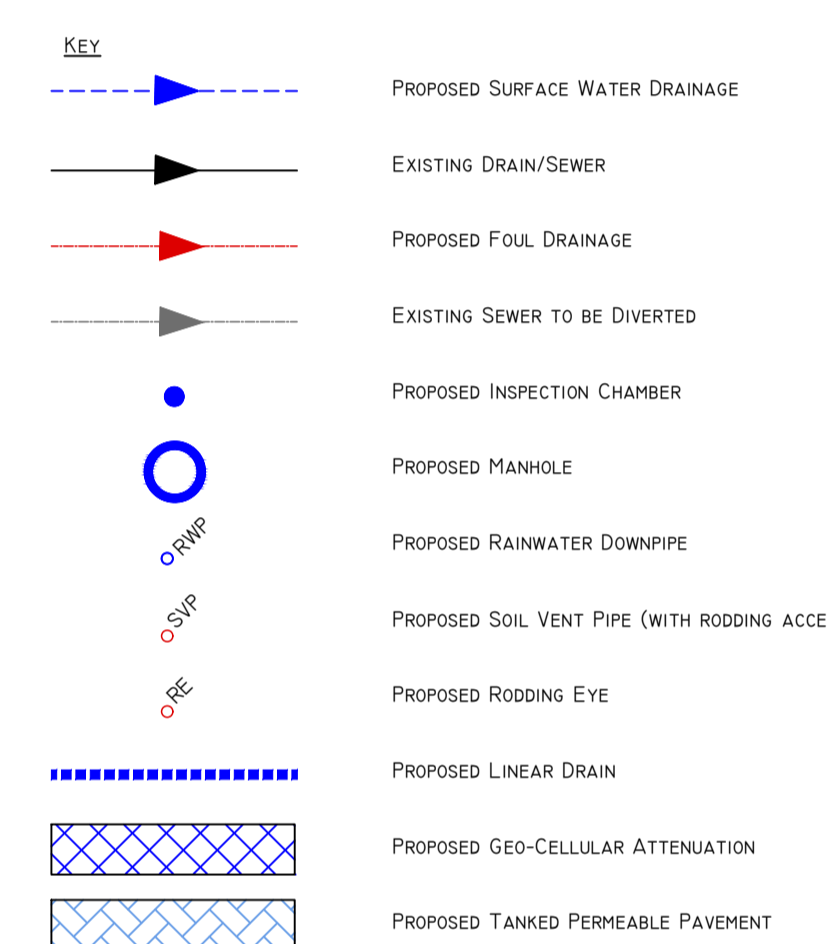 KEY
PROPOSED SURFACE WATER DRAINAGE
EXISTING DRAIN/SEWER
PROPOSED FOUL DRAINAGE
EXISTING SEWER TO BE DIVERTED
PROPOSED INSPECTION CHAMBER
PROPOSED MANHOLE
RWP
PROPOSED RAINWATER DOWNPIPE
SVP
PROPOSED SOIL VENT PIPE (WITH RODDING ACCE
RE
PROPOSED RODDING EYE
PROPOSED LINEAR DRAIN
PROPOSED GEO-CELLULAR ATTENUATION
PROPOSED TANKED PERMEABLE PAVEMENT